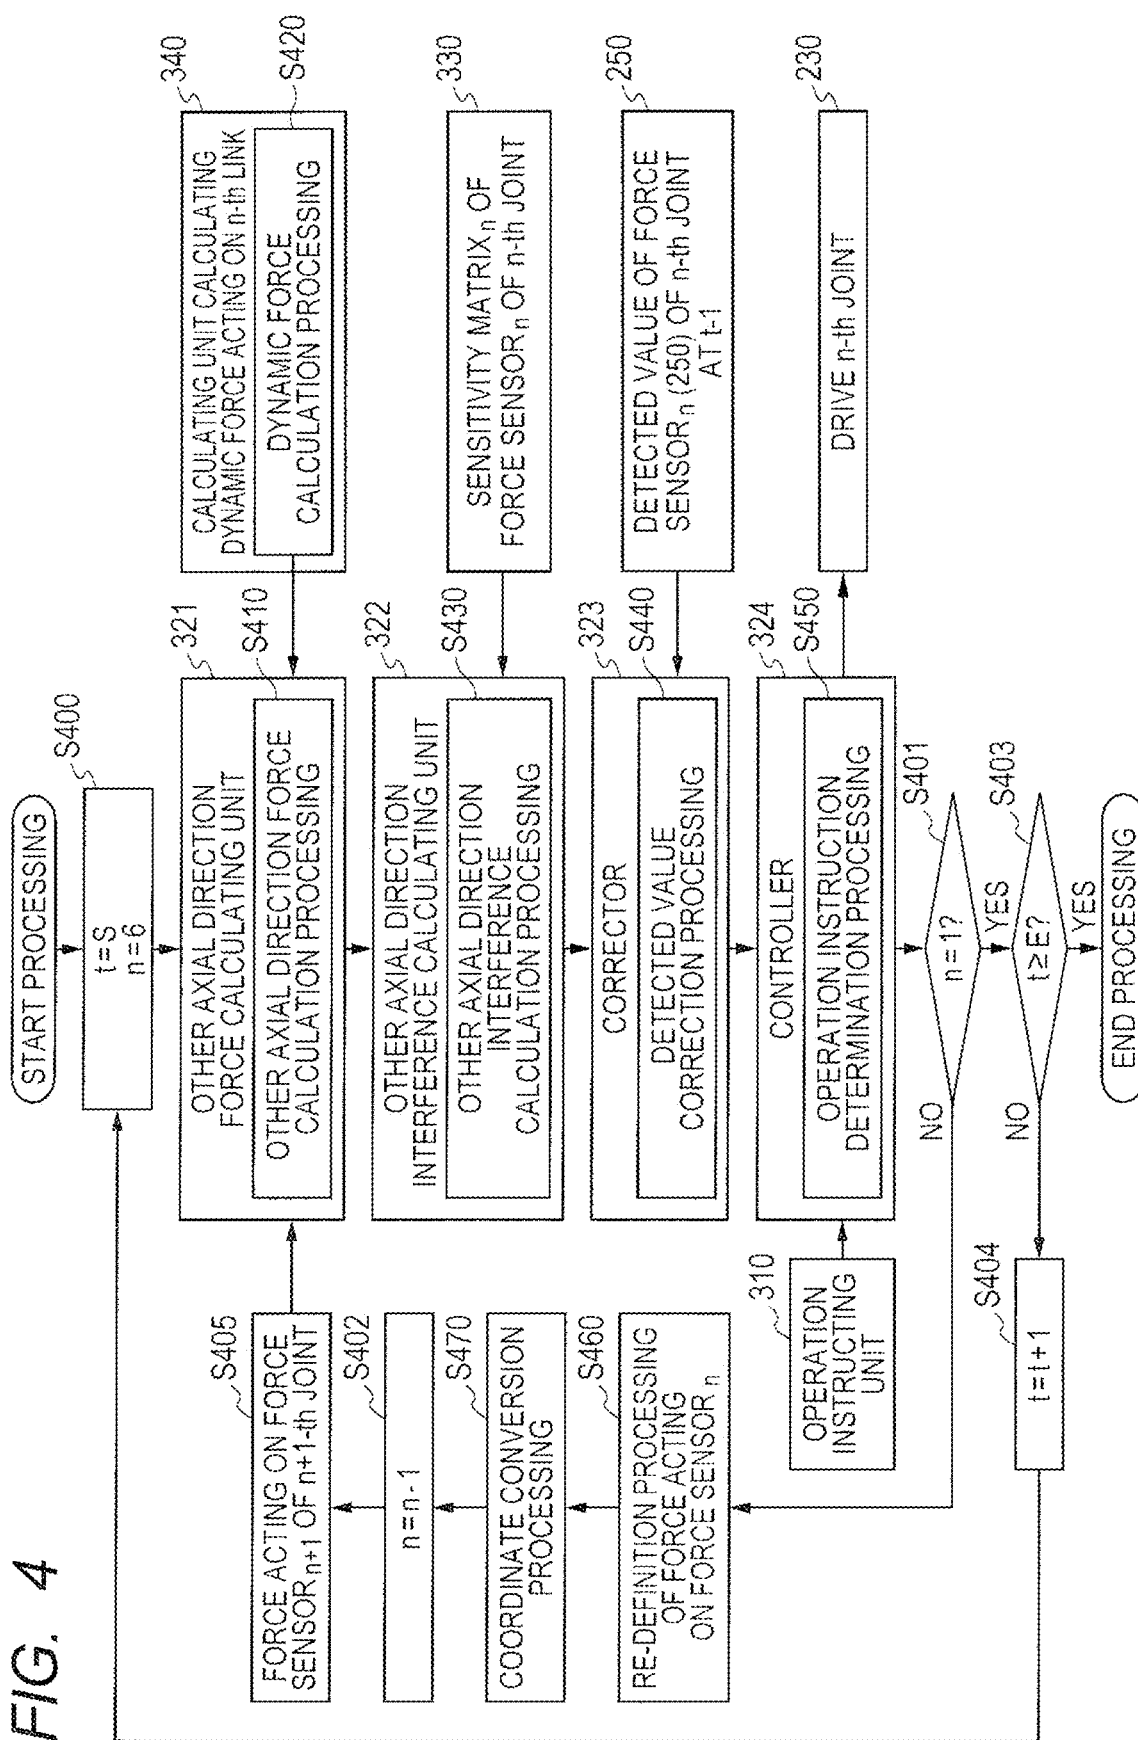 FIG. 4
START PROCESSING
S400
t=S
n=6
321
OTHER AXIAL DIRECTION
FORCE CALCULATING UNIT
S410
OTHER AXIAL DIRECTION FORCE
CALCULATION PROCESSING
340
CALCULATING UNIT CALCULATING
DYNAMIC FORCE ACTING ON n-th LINK
S420
DYNAMIC FORCE
CALCULATION PROCESSING
S405
FORCE ACTING ON FORCE
SENSORn+1 OF n+1-th JOINT
S402
n=n-1
S470
COORDINATE CONVERSION
PROCESSING
S460
RE-DEFINITION PROCESSING
OF FORCE ACTING
ON FORCE SENSORn
322
OTHER AXIAL DIRECTION
INTERFERENCE CALCULATING UNIT
S430
OTHER AXIAL DIRECTION
INTERFERENCE
CALCULATION PROCESSING
330
SENSITIVITY MATRIXn OF
FORCE SENSORn OF n-th JOINT
323
CORRECTOR
S440
DETECTED VALUE
CORRECTION PROCESSING
250
DETECTED VALUE OF FORCE
SENSORn (250) OF n-th JOINT
AT t-1
324
CONTROLLER
S450
OPERATION INSTRUCTION
DETERMINATION PROCESSING
310
OPERATION
INSTRUCTING
UNIT
230
DRIVE n-th JOINT
S401
n=1?
NO
YES
S403
t≥E?
NO
YES
S404
t=t+1
END PROCESSING